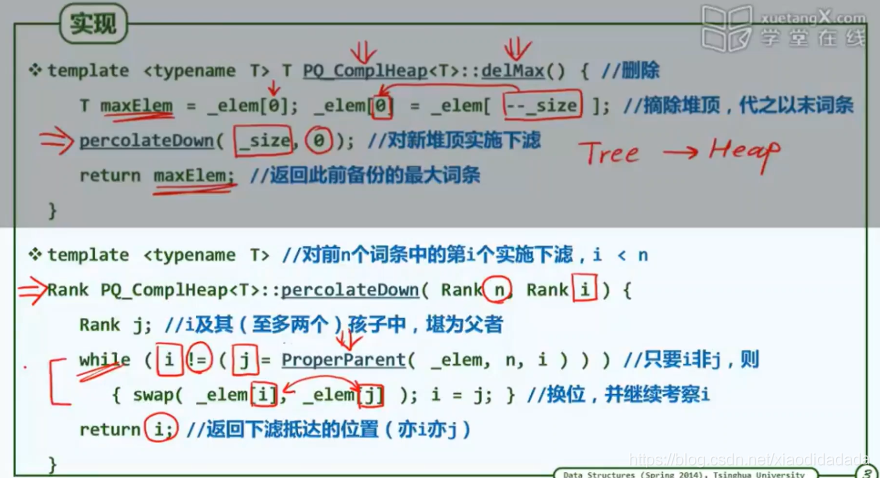 实现
xuetangX.com
学堂在线
❖ template <typename T> T PQ_ComplHeap<T>::delMax() { //删除
T maxElem = _elem[0]; _elem[0] = _elem[ --_size ]; //摘除堆顶，代之以末词条
percolateDown( _size, 0 ); //对新堆顶实施下滤
Tree → Heap
return maxElem; //返回此前备份的最大词条
}
❖ template <typename T> //对前n个词条中的第i个实施下滤，i < n
Rank PQ_ComplHeap<T>::percolateDown( Rank n, Rank i ) {
Rank j; //i及其（至多两个）孩子中，堪为父者
while ( i != ( j = ProperParent( _elem, n, i ) ) ) //只要i非j，则
{ swap( _elem[i], _elem[j] ); i = j; } //换位，并继续考察i
return i; //返回下滤抵达的位置（亦i亦j）
}
https://blog.csdn.net/xiaodidadada
Data Structures (Spring 2014), Tsinghua University
3